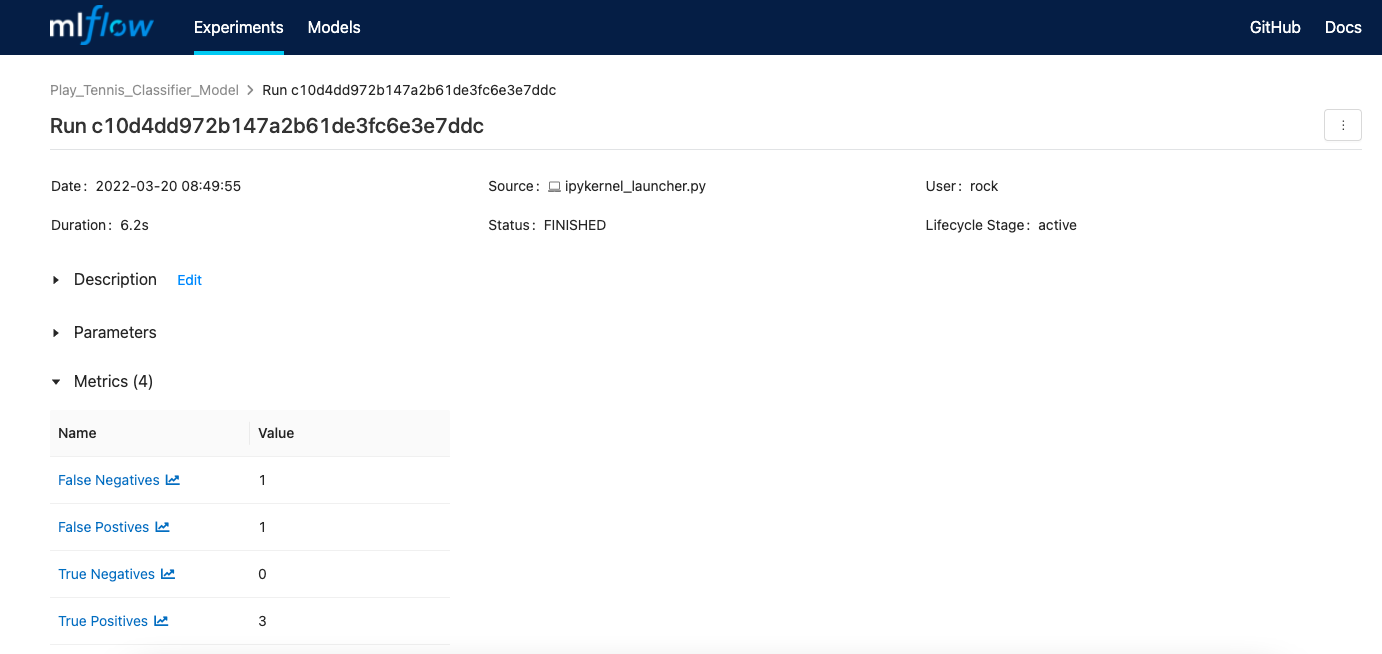 mlflow Experiments Models GitHub Docs
Play_Tennis_Classifier_Model > Run c10d4dd972b147a2b61de3fc6e3e7ddc
Run c10d4dd972b147a2b61de3fc6e3e7ddc
Date: 2022-03-20 08:49:55 Source: ipykernel_launcher.py User: rock
Duration: 6.2s Status: FINISHED Lifecycle Stage: active
Description Edit
Parameters
Metrics (4)
Name Value
False Negatives 1
False Postives 1
True Negatives 0
True Positives 3